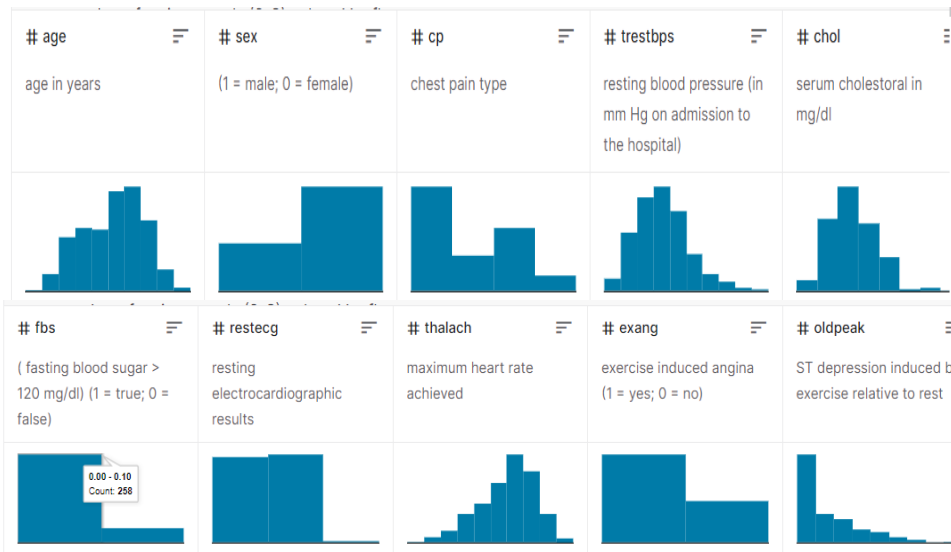 # age
# sex
# cp
# trestbps
# chol
age in years
(1 = male; 0 = female)
chest pain type
resting blood pressure (in
mm Hg on admission to
the hospital)
serum cholestoral in
mg/dl
# fbs
# restecg
# thalach
# exang
# oldpeak
( fasting blood sugar >
120 mg/dl) (1 = true; 0 =
false)
resting
electrocardiographic
results
maximum heart rate
achieved
exercise induced angina
(1 = yes; 0 = no)
ST depression induced
exercise relative to rest
0.00 - 0.10
Count: 258